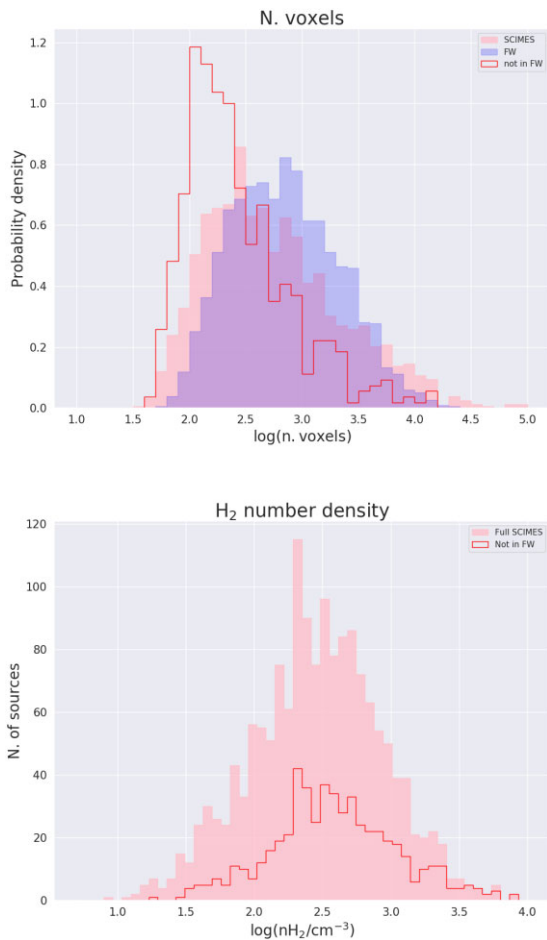 N. voxels
SCIMES
FW
not in FW
Probability density
1.2
1.0
0.8
0.6
0.4
0.2
0.0
1.0 1.5 2.0 2.5 3.0 3.5 4.0 4.5 5.0
log(n. voxels)
H₂ number density
Full SCIMES
Not in FW
N. of sources
120
100
80
60
40
20
0
1.0 1.5 2.0 2.5 3.0 3.5 4.0
log(nH₂/cm⁻³)